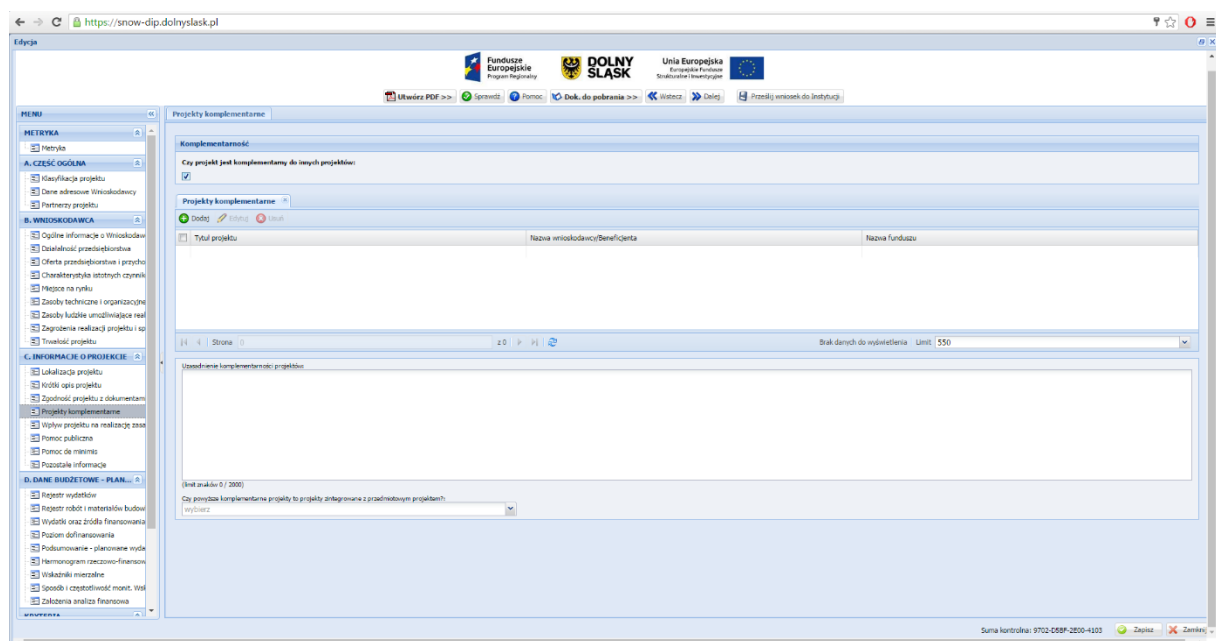 https://snow-dip.dolnyslask.pl
Edycja
Fundusze
Europejskie
Program Regionalny
DOLNY
ŚLĄSK
Unia Europejska
Europejskie Fundusze
Strukturalne i Inwestycyjne
Utwórz PDF >> Sprawdź Pomoc Dok. do pobrania >> Wstecz Dalej Prześlij wniosek do Instytucji
MENU
METRYKA
Metryka
A. CZĘŚĆ OGÓLNA
Klasyfikacja projektu
Dane adresowe Wnioskodawcy
Partnerzy projektu
B. WNIOSKODAWCA
Ogólne informacje o Wnioskodaw
Działalność przedsiębiorstwa
Oferta przedsiębiorstwa i przycho
Charakterystyka istotnych czynnik
Miejsce na rynku
Zasoby techniczne i organizacyjne
Zasoby ludzkie umożliwiające real
Zagrożenia realizacji projektu i sp
Trwałość projektu
C. INFORMACJE O PROJEKCIE
Lokalizacja projektu
Krótki opis projektu
Zgodność projektu z dokumentam
Projekty komplementarne
Wpływ projektu na realizację zasa
Pomoc publiczna
Pomoc de minimis
Pozostałe informacje
D. DANE BUDŻETOWE - PLAN...
Rejestr wydatków
Rejestr robót i materiałów budowl
Wydatki oraz źródła finansowania
Poziom dofinansowania
Podsumowanie - planowane wyda
Harmonogram rzeczowo-finansow
Wskaźniki mierzalne
Sposób i częstotliwość monit. Wsk
Założenia analiza finansowa
KRYTERIA
Projekty komplementarne
Komplementarność
Czy projekt jest komplementarny do innych projektów:
Projekty komplementarne
Dodaj Edytuj Usuń
Tytuł projektu Nazwa wnioskodawcy/Beneficjenta Nazwa funduszu
Strona 0 z 0 Brak danych do wyświetlenia Limit 550
Uzasadnienie komplementarności projektów:
(limit znaków 0 / 2000)
Czy powyższe komplementarne projekty to projekty zintegrowane z przedmiotowym projektem?:
wybierz
Suma kontrolna: 9702-D5BF-2E00-4103 Zapisz Zamknij